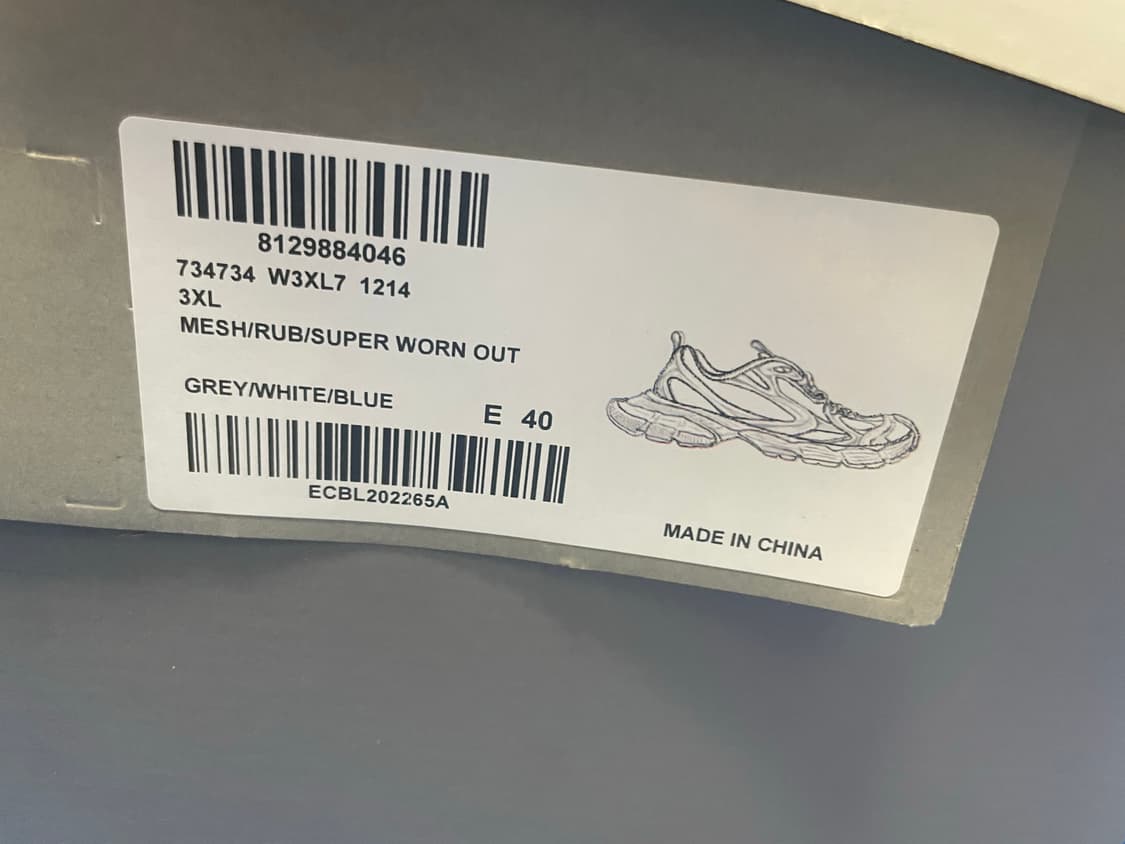 8129884046
734734 W3XL7 1214
3XL
MESH/RUB/SUPER WORN OUT
GREY/WHITE/BLUE
E 40
ECBL202265A
MADE IN CHINA